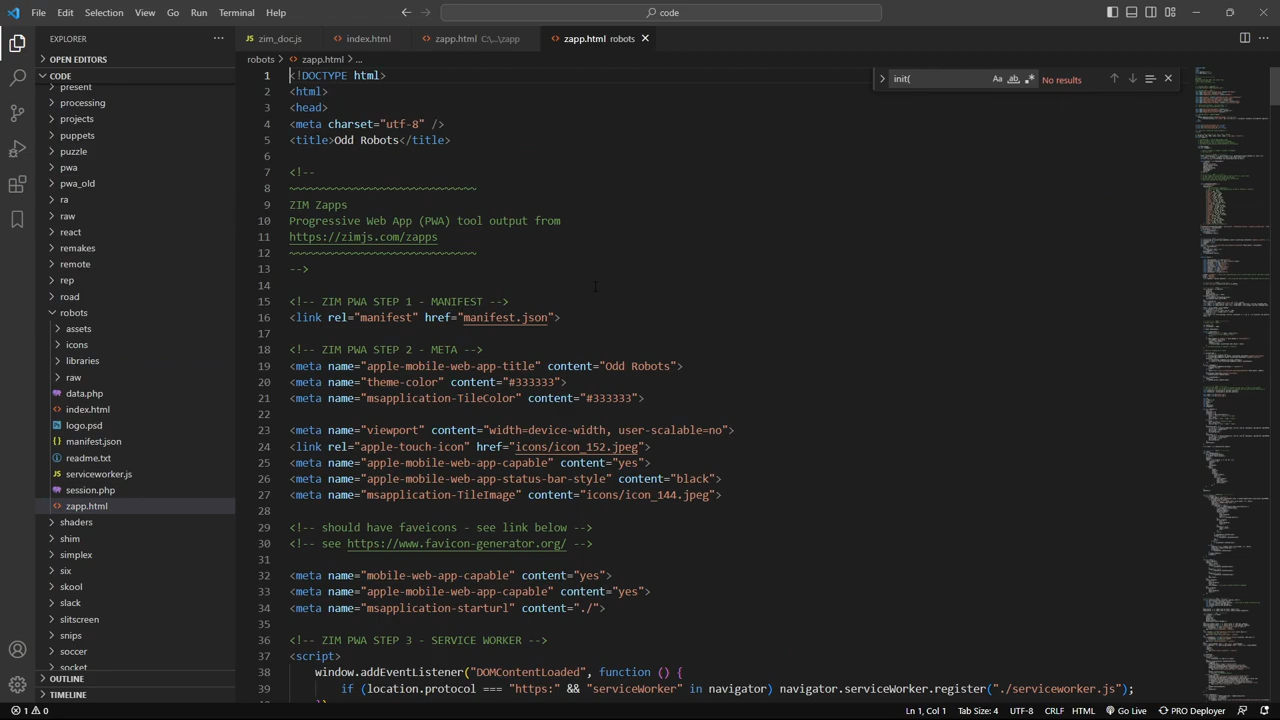 File Edit Selection View Go Run Terminal Help
code
EXPLORER
OPEN EDITORS
CODE
present
processing
projects
puppets
puzzle
pwa
pwa_old
ra
raw
react
remakes
remote
rep
road
robots
assets
icons
libraries
raw
data.php
index.html
logo.psd
manifest.json
readme.txt
serviceworker.js
session.php
zapp.html
shaders
shim
simplex
six
skool
slack
slitscreen
snips
soccer
socket
OUTLINE
TIMELINE
zim_doc.js index.html zapp.html C:\...\zapp zapp.html robots
robots > zapp.html > ...
init(
Aa ab .* No results
1 <!DOCTYPE html>
2 <html>
3 <head>
4 <meta charset="utf-8" />
5 <title>Odd Robots</title>
6
7 <!--
8 ~~~~~~~~~~~~~~~~~~~~~~~~~~~~~
9 ZIM Zapps
10 Progressive Web App (PWA) tool output from
11 https://zimjs.com/zapps
12 ~~~~~~~~~~~~~~~~~~~~~~~~~~~~~
13 -->
14
15 <!-- ZIM PWA STEP 1 - MANIFEST -->
16 <link rel="manifest" href="manifest.json">
17
18 <!-- ZIM PWA STEP 2 - META -->
19 <meta name="apple-mobile-web-app-title" content="Odd Robots">
20 <meta name="theme-color" content="#333333">
21 <meta name="msapplication-TileColor" content="#333333">
22
23 <meta name="viewport" content="width=device-width, user-scalable=no">
24 <link rel="apple-touch-icon" href="icons/icon_152.jpeg">
25 <meta name="apple-mobile-web-app-capable" content="yes">
26 <meta name="apple-mobile-web-app-status-bar-style" content="black">
27 <meta name="msapplication-TileImage" content="icons/icon_144.jpeg">
28
29 <!-- should have faveicons - see link below -->
30 <!-- see https://www.favicon-generator.org/ -->
31
32 <meta name="mobile-web-app-capable" content="yes">
33 <meta name="apple-mobile-web-app-capable" content="yes">
34 <meta name="msapplication-starturl" content="./">
35
36 <!-- ZIM PWA STEP 3 - SERVICE WORKER -->
37 <script>
38 window.addEventListener("DOMContentLoaded", function () {
39 if (location.protocol == "https:" && "serviceWorker" in navigator) navigator.serviceWorker.register("./serviceworker.js");
1 0 Ln 1, Col 1 Tab Size: 4 UTF-8 CRLF HTML Go Live PRO Deployer